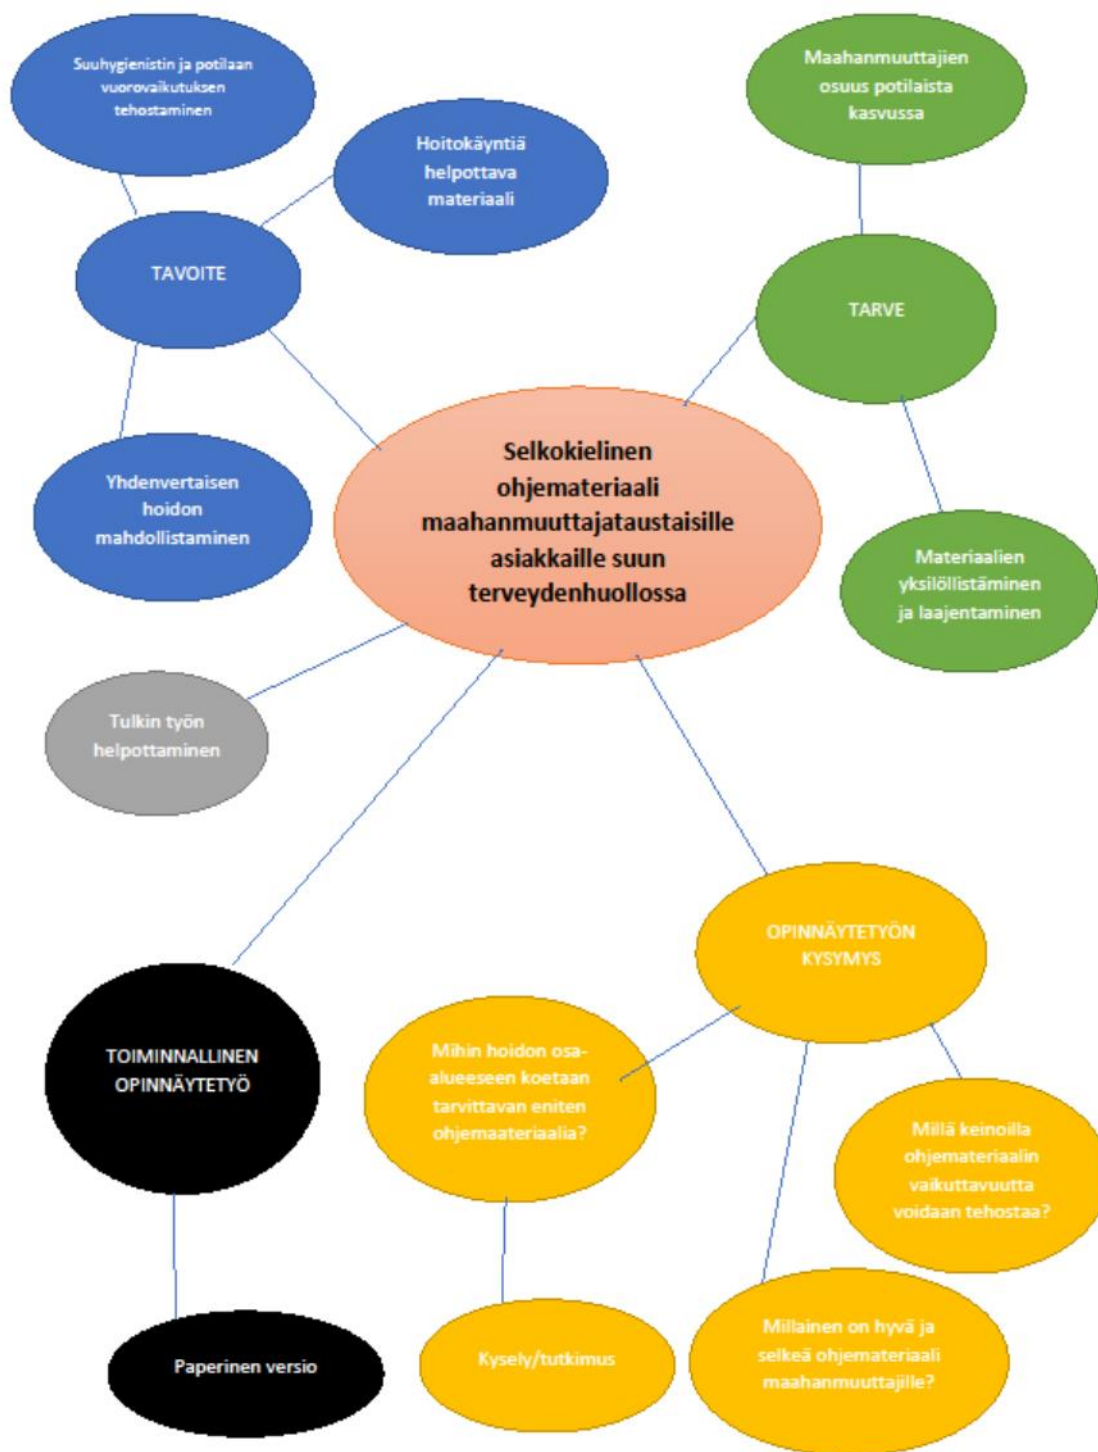 Suuhygienistin ja potilaan
vuorovaikutuksen
tehostaminen
Maahanmuuttajien
osuus potilaista
kasvussa
Hoitokäyntiä
helpottava
materiaali
TAVOITE
TARVE
Yhdenvertaisen
hoidon
mahdollistaminen
Selkokielinen
ohjemateriaali
maahanmuuttajataustaisille
asiakkaille suun
terveydenhuollossa
Materiaalien
yksilöllistäminen
ja laajentaminen
Tulkin työn
helpottaminen
OPINNÄYTETYÖN
KYSYMYS
TOIMINNALLINEN
OPINNÄYTETYÖ
Mihin hoidon osa-
alueeseen koetaan
tarvittavan eniten
ohjemaateriaalia?
Millä keinoilla
ohjemateriaalin
vaikuttavuutta
voidaan tehostaa?
Paperinen versio
Kysely/tutkimus
Millainen on hyvä ja
selkeä ohjemateriaali
maahanmuuttajille?